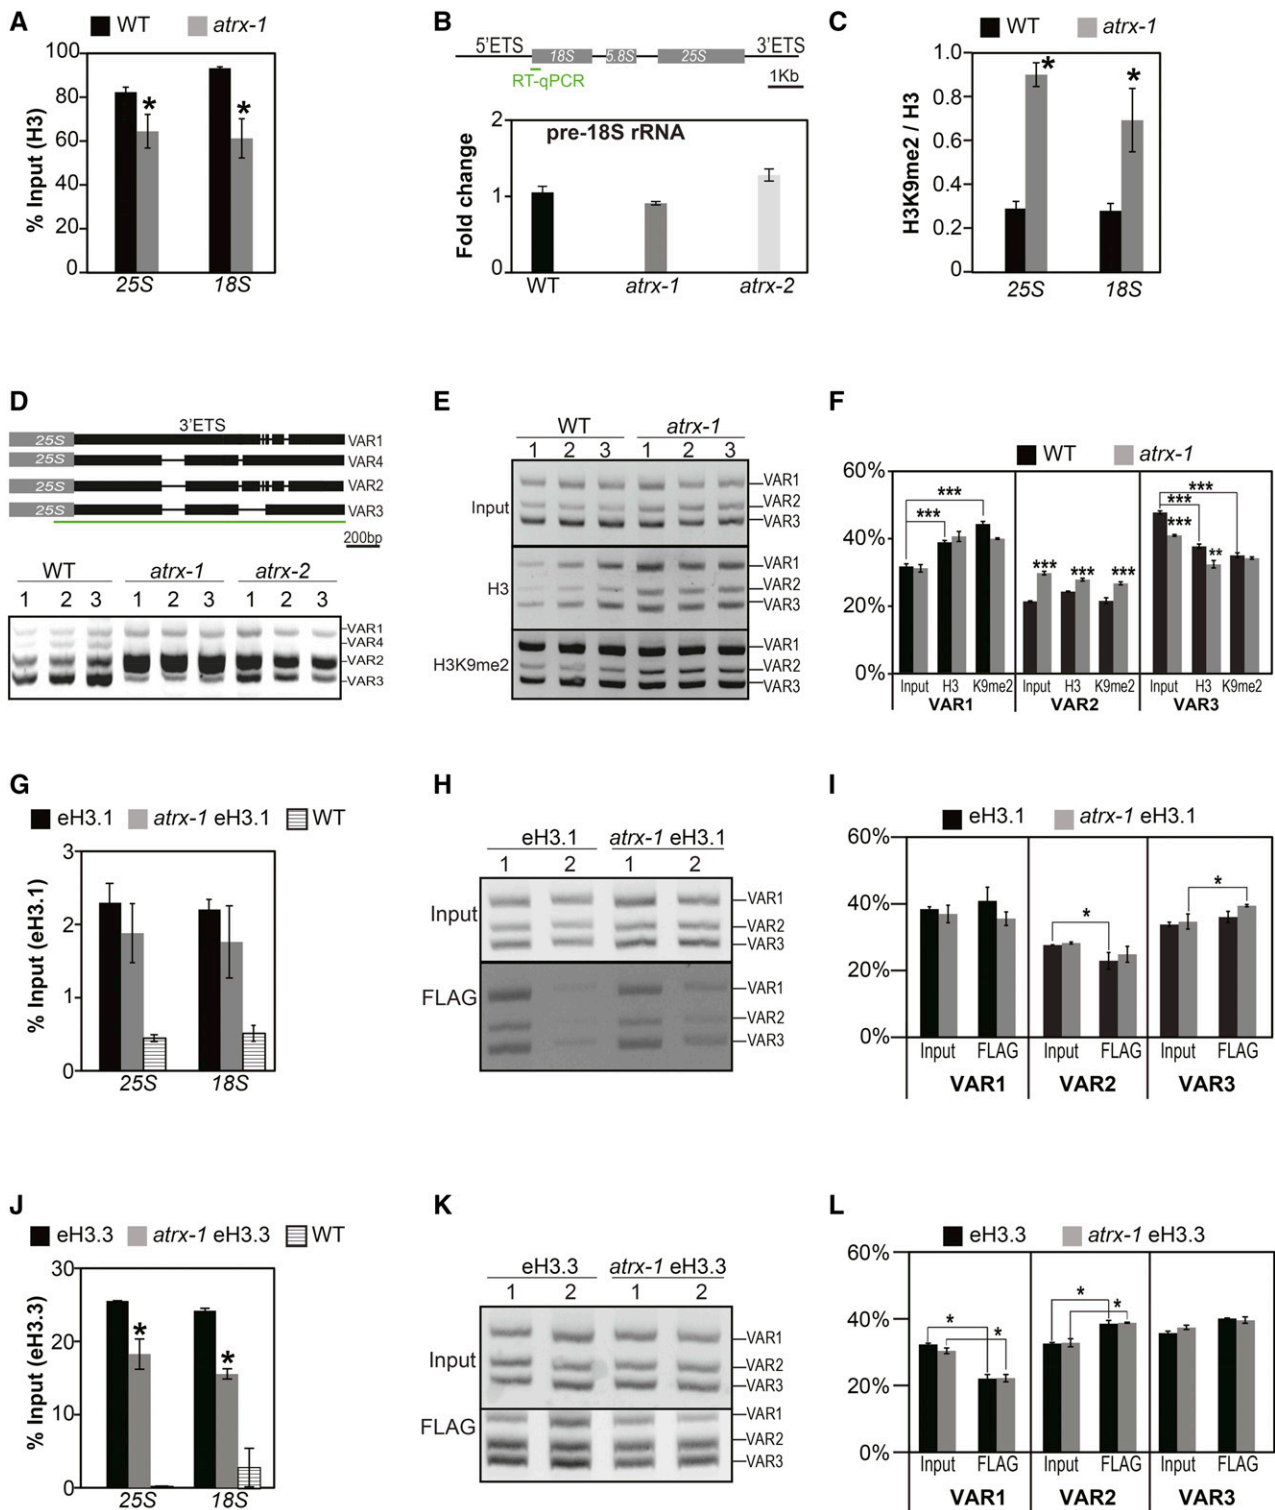 A
WT
atrx-1
% Input (H3)
100
80
60
40
20
0
*
*
25S
18S
B
5'ETS
18S
5.8S
25S
3'ETS
RT-qPCR
1Kb
pre-18S rRNA
Fold change
2
1
0
WT
atrx-1
atrx-2
C
WT
atrx-1
H3K9me2 / H3
1.0
0.8
0.6
0.4
0.2
0
*
*
25S
18S
D
3'ETS
25S
VAR1
25S
VAR4
25S
VAR2
25S
VAR3
200bp
WT atrx-1 atrx-2
1 2 3 1 2 3 1 2 3
VAR1
VAR4
VAR2
VAR3
E
WT atrx-1
1 2 3 1 2 3
Input
VAR1
VAR2
VAR3
H3
VAR1
VAR2
VAR3
H3K9me2
VAR1
VAR2
VAR3
F
WT
atrx-1
60%
40%
20%
0%
***
***
*** *** ***
***
***
***
**
Input H3 K9me2
Input H3 K9me2
Input H3 K9me2
VAR1 VAR2 VAR3
G
eH3.1
atrx-1 eH3.1
WT
% Input (eH3.1)
3
2
1
0
25S
18S
H
eH3.1 atrx-1 eH3.1
1 2 1 2
Input
VAR1
VAR2
VAR3
FLAG
VAR1
VAR2
VAR3
I
eH3.1
atrx-1 eH3.1
60%
40%
20%
0%
*
*
Input FLAG
Input FLAG
Input FLAG
VAR1 VAR2 VAR3
J
eH3.3
atrx-1 eH3.3
WT
% Input (eH3.3)
30
20
10
0
*
*
25S
18S
K
eH3.3 atrx-1 eH3.3
1 2 1 2
Input
VAR1
VAR2
VAR3
FLAG
VAR1
VAR2
VAR3
L
eH3.3
atrx-1 eH3.3
60%
40%
20%
0%
*
*
*
*
Input FLAG
Input FLAG
Input FLAG
VAR1 VAR2 VAR3